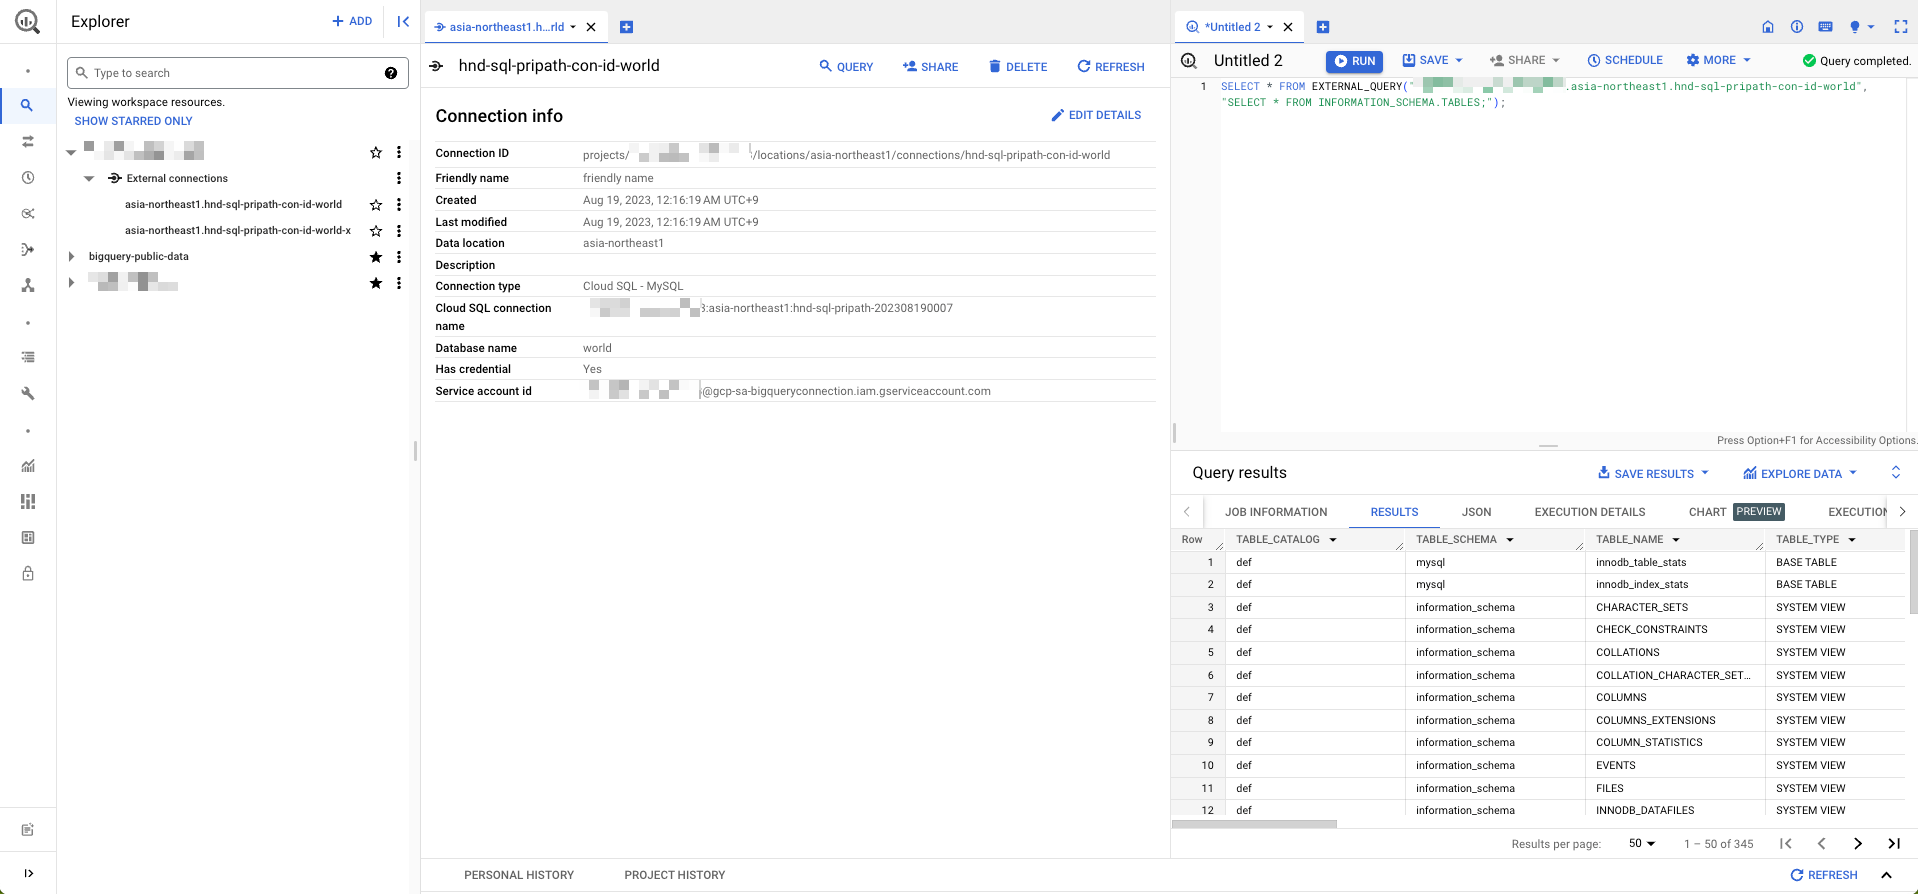 Explorer
+ ADD
Type to search
Viewing workspace resources.
SHOW STARRED ONLY
External connections
asia-northeast1.hnd-sql-pripath-con-id-world
asia-northeast1.hnd-sql-pripath-con-id-world-x
bigquery-public-data
asia-northeast1.h...rld
hnd-sql-pripath-con-id-world
QUERY
SHARE
DELETE
REFRESH
Connection info
EDIT DETAILS
Connection ID projects/ /locations/asia-northeast1/connections/hnd-sql-pripath-con-id-world
Friendly name friendly name
Created Aug 19, 2023, 12:16:19 AM UTC+9
Last modified Aug 19, 2023, 12:16:19 AM UTC+9
Data location asia-northeast1
Description
Connection type Cloud SQL - MySQL
Cloud SQL connection name :asia-northeast1:hnd-sql-pripath-202308190007
Database name world
Has credential Yes
Service account id @gcp-sa-bigqueryconnection.iam.gserviceaccount.com
*Untitled 2
Untitled 2
RUN
SAVE
SHARE
SCHEDULE
MORE
Query completed.
1 SELECT * FROM EXTERNAL_QUERY(" .asia-northeast1.hnd-sql-pripath-con-id-world",
"SELECT * FROM INFORMATION_SCHEMA.TABLES;");
Press Option+F1 for Accessibility Options.
Query results
SAVE RESULTS
EXPLORE DATA
JOB INFORMATION
RESULTS
JSON
EXECUTION DETAILS
CHART PREVIEW
EXECUTION
Row TABLE_CATALOG TABLE_SCHEMA TABLE_NAME TABLE_TYPE
1 def mysql innodb_table_stats BASE TABLE
2 def mysql innodb_index_stats BASE TABLE
3 def information_schema CHARACTER_SETS SYSTEM VIEW
4 def information_schema CHECK_CONSTRAINTS SYSTEM VIEW
5 def information_schema COLLATIONS SYSTEM VIEW
6 def information_schema COLLATION_CHARACTER_SET... SYSTEM VIEW
7 def information_schema COLUMNS SYSTEM VIEW
8 def information_schema COLUMNS_EXTENSIONS SYSTEM VIEW
9 def information_schema COLUMN_STATISTICS SYSTEM VIEW
10 def information_schema EVENTS SYSTEM VIEW
11 def information_schema FILES SYSTEM VIEW
12 def information_schema INNODB_DATAFILES SYSTEM VIEW
Results per page: 50 1 – 50 of 345
PERSONAL HISTORY
PROJECT HISTORY
REFRESH